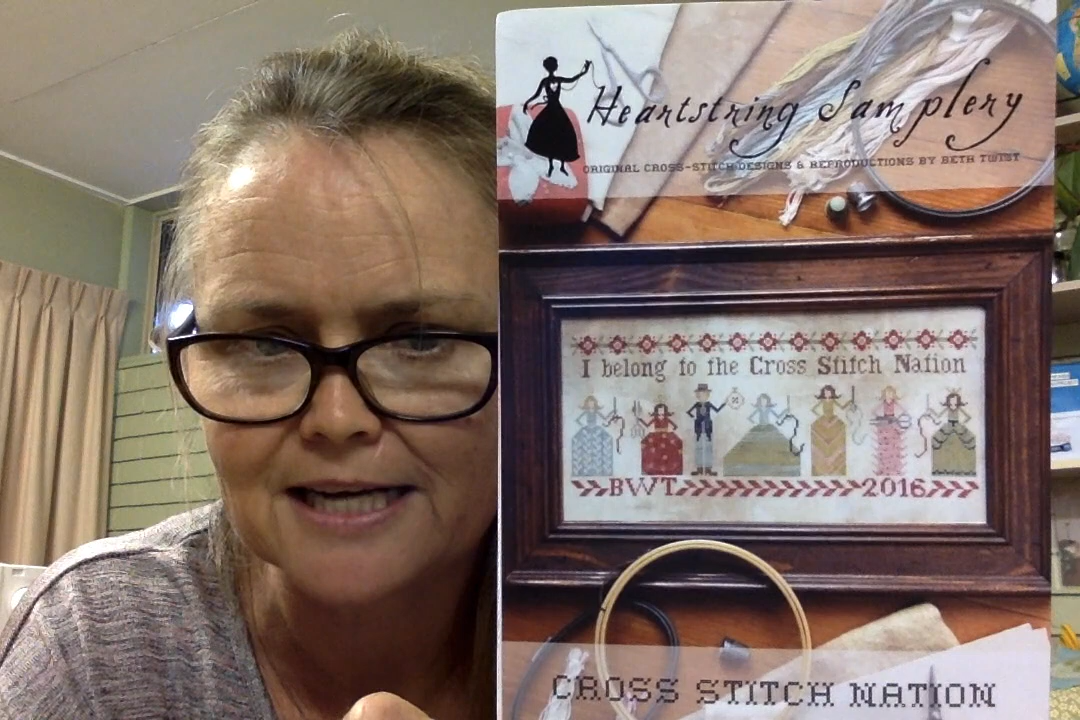 Heartstring Samplery
ORIGINAL CROSS-STITCH DESIGNS & REPRODUCTIONS BY BETH TWIST
I belong to the Cross Stitch Nation
BWT 2016
CROSS STITCH NATION